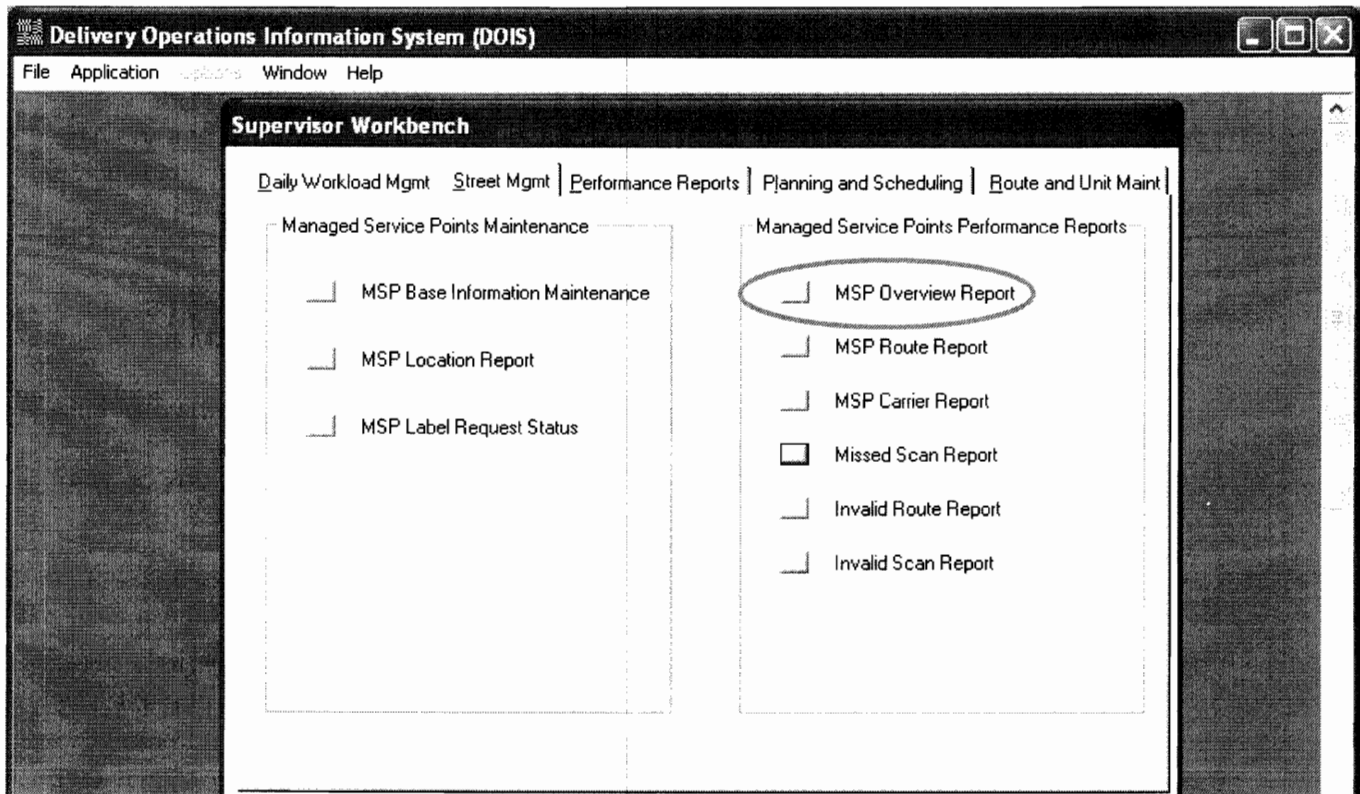 Delivery Operations Information System (DOIS)
File Application Options Window Help
Supervisor Workbench
Daily Workload Mgmt Street Mgmt Performance Reports Planning and Scheduling Route and Unit Maint
Managed Service Points Maintenance
MSP Base Information Maintenance
MSP Location Report
MSP Label Request Status
Managed Service Points Performance Reports
MSP Overview Report
MSP Route Report
MSP Carrier Report
Missed Scan Report
Invalid Route Report
Invalid Scan Report